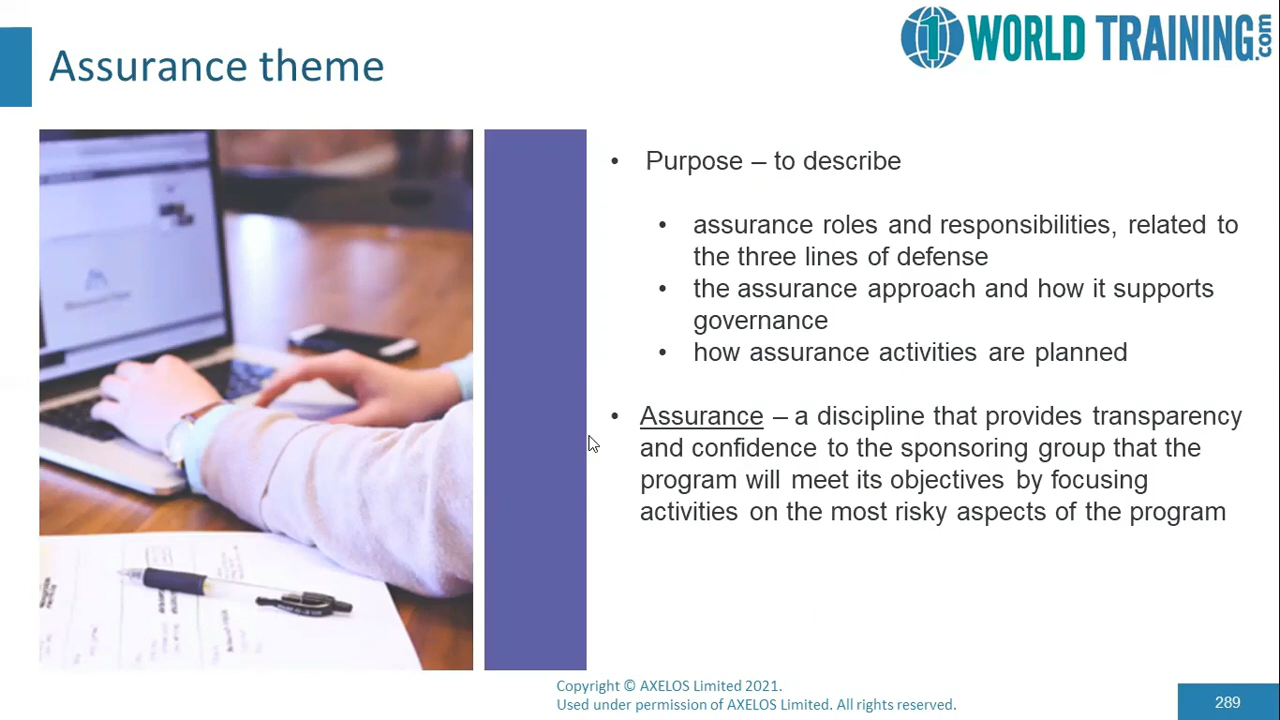 Assurance theme
1WORLD TRAINING.com
• Purpose – to describe
• assurance roles and responsibilities, related to
the three lines of defense
• the assurance approach and how it supports
governance
• how assurance activities are planned
• Assurance – a discipline that provides transparency
and confidence to the sponsoring group that the
program will meet its objectives by focusing
activities on the most risky aspects of the program
Copyright © AXELOS Limited 2021.
Used under permission of AXELOS Limited. All rights reserved.
289